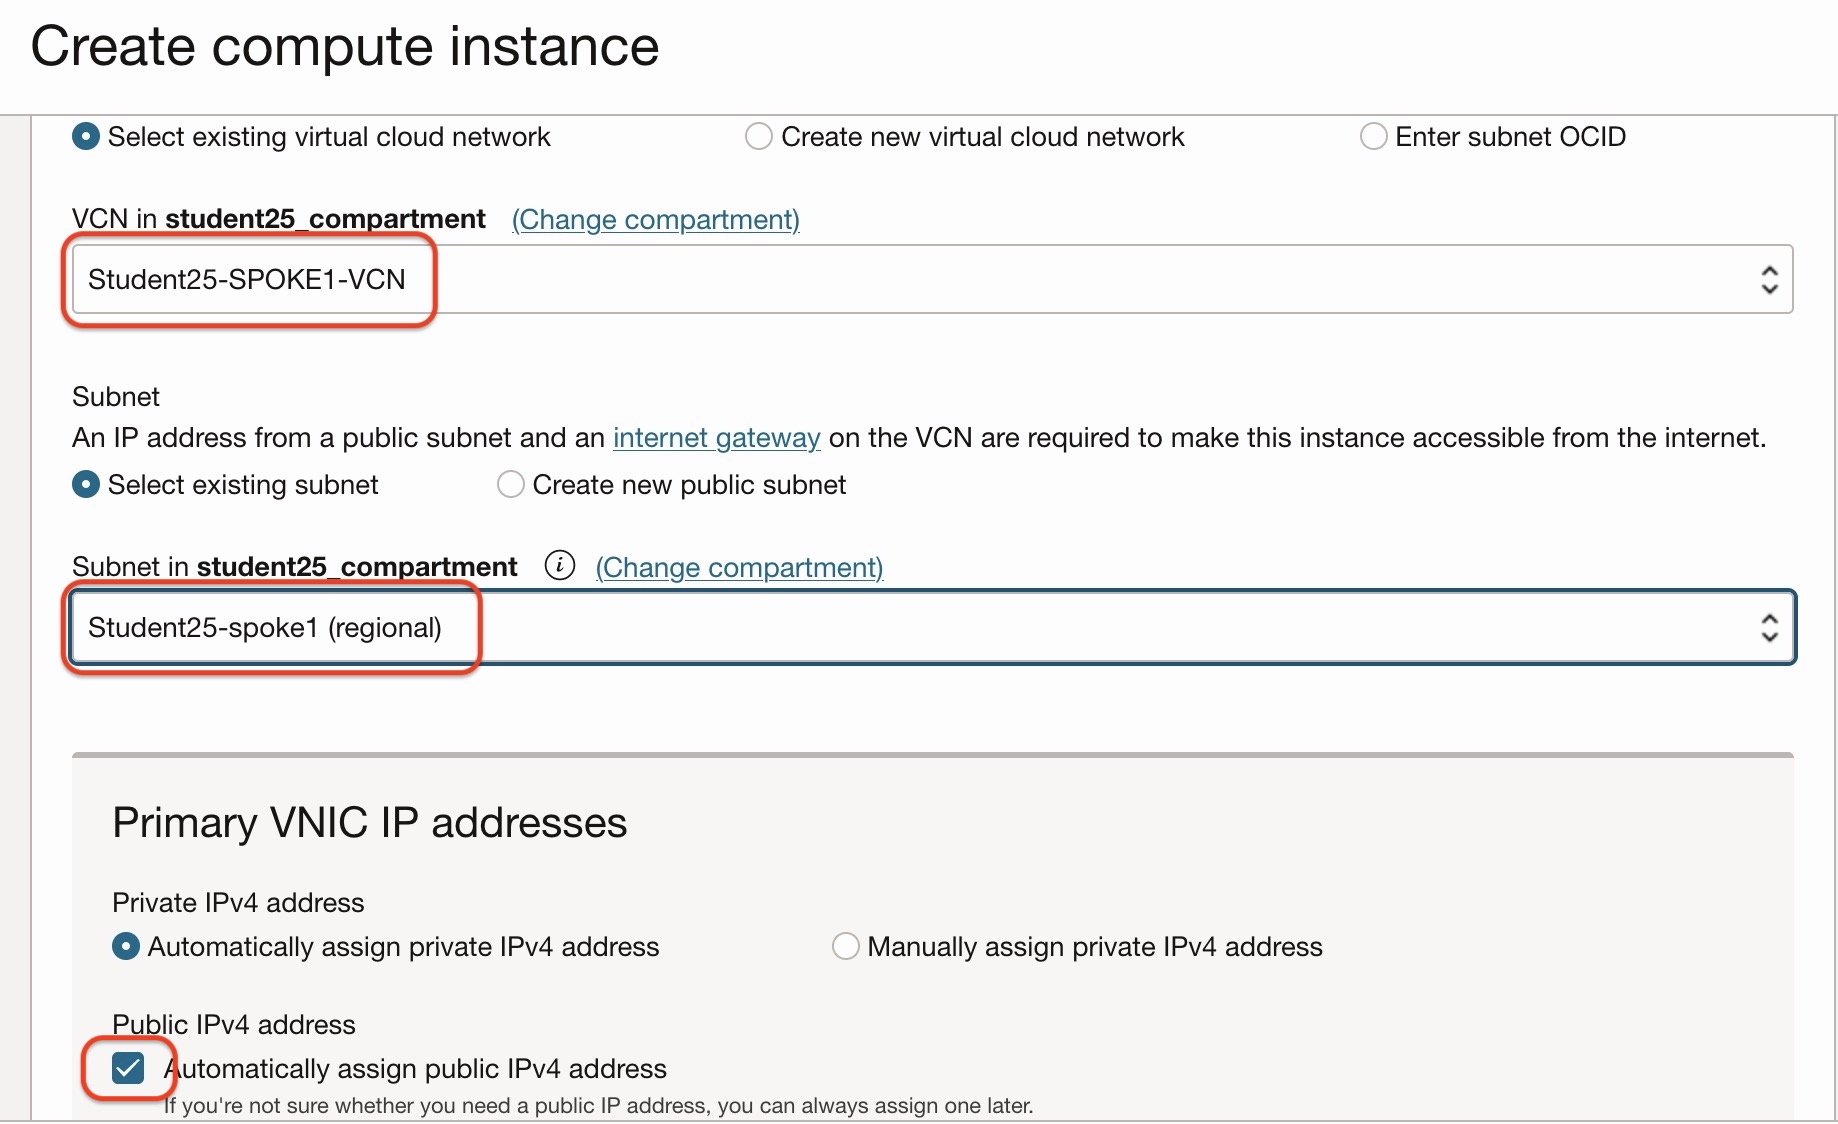 Create compute instance
Select existing virtual cloud network Create new virtual cloud network Enter subnet OCID
VCN in student25_compartment (Change compartment)
Student25-SPOKE1-VCN
Subnet
An IP address from a public subnet and an internet gateway on the VCN are required to make this instance accessible from the internet.
Select existing subnet Create new public subnet
Subnet in student25_compartment i (Change compartment)
Student25-spoke1 (regional)
Primary VNIC IP addresses
Private IPv4 address
Automatically assign private IPv4 address Manually assign private IPv4 address
Public IPv4 address
Automatically assign public IPv4 address
If you're not sure whether you need a public IP address, you can always assign one later.